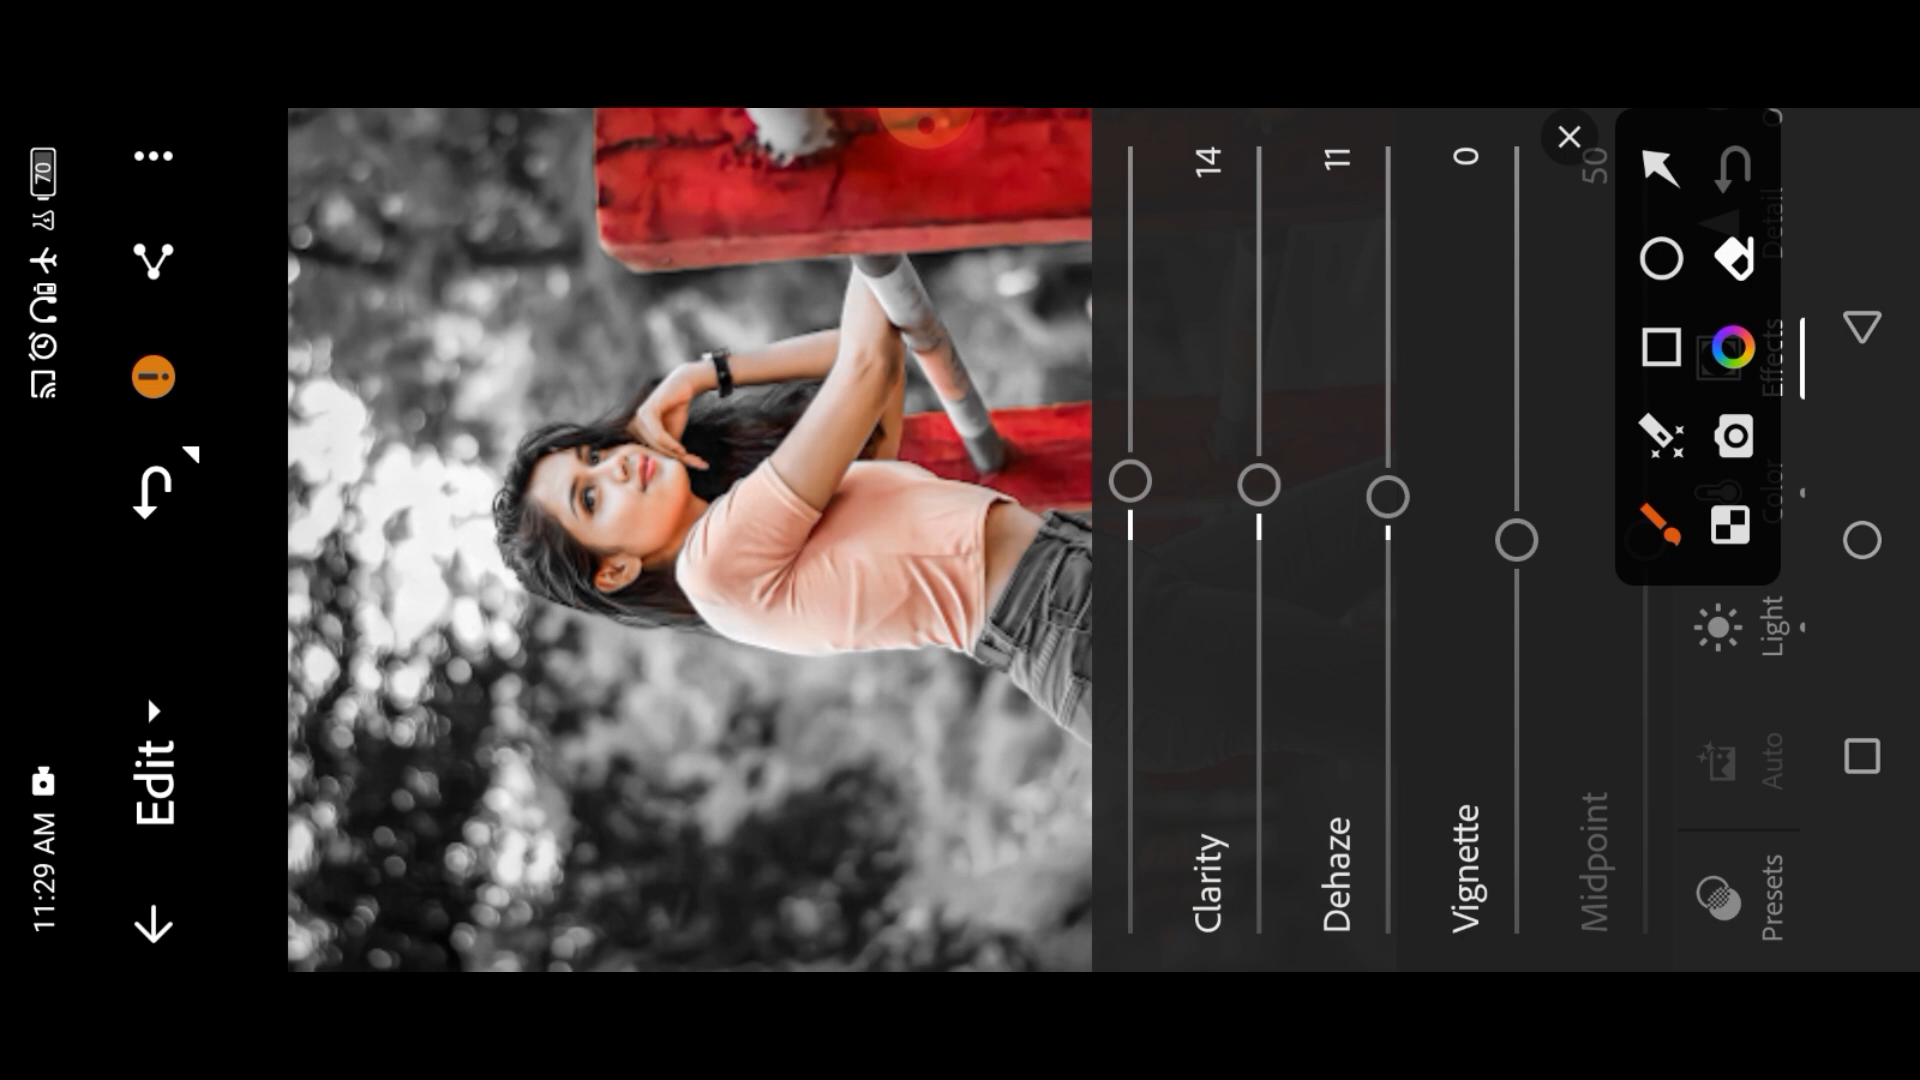 11:29 AM 70
Edit
Clarity 14
Dehaze 11
Vignette 0
Midpoint 50
Presets Auto Light Color Effects Detail